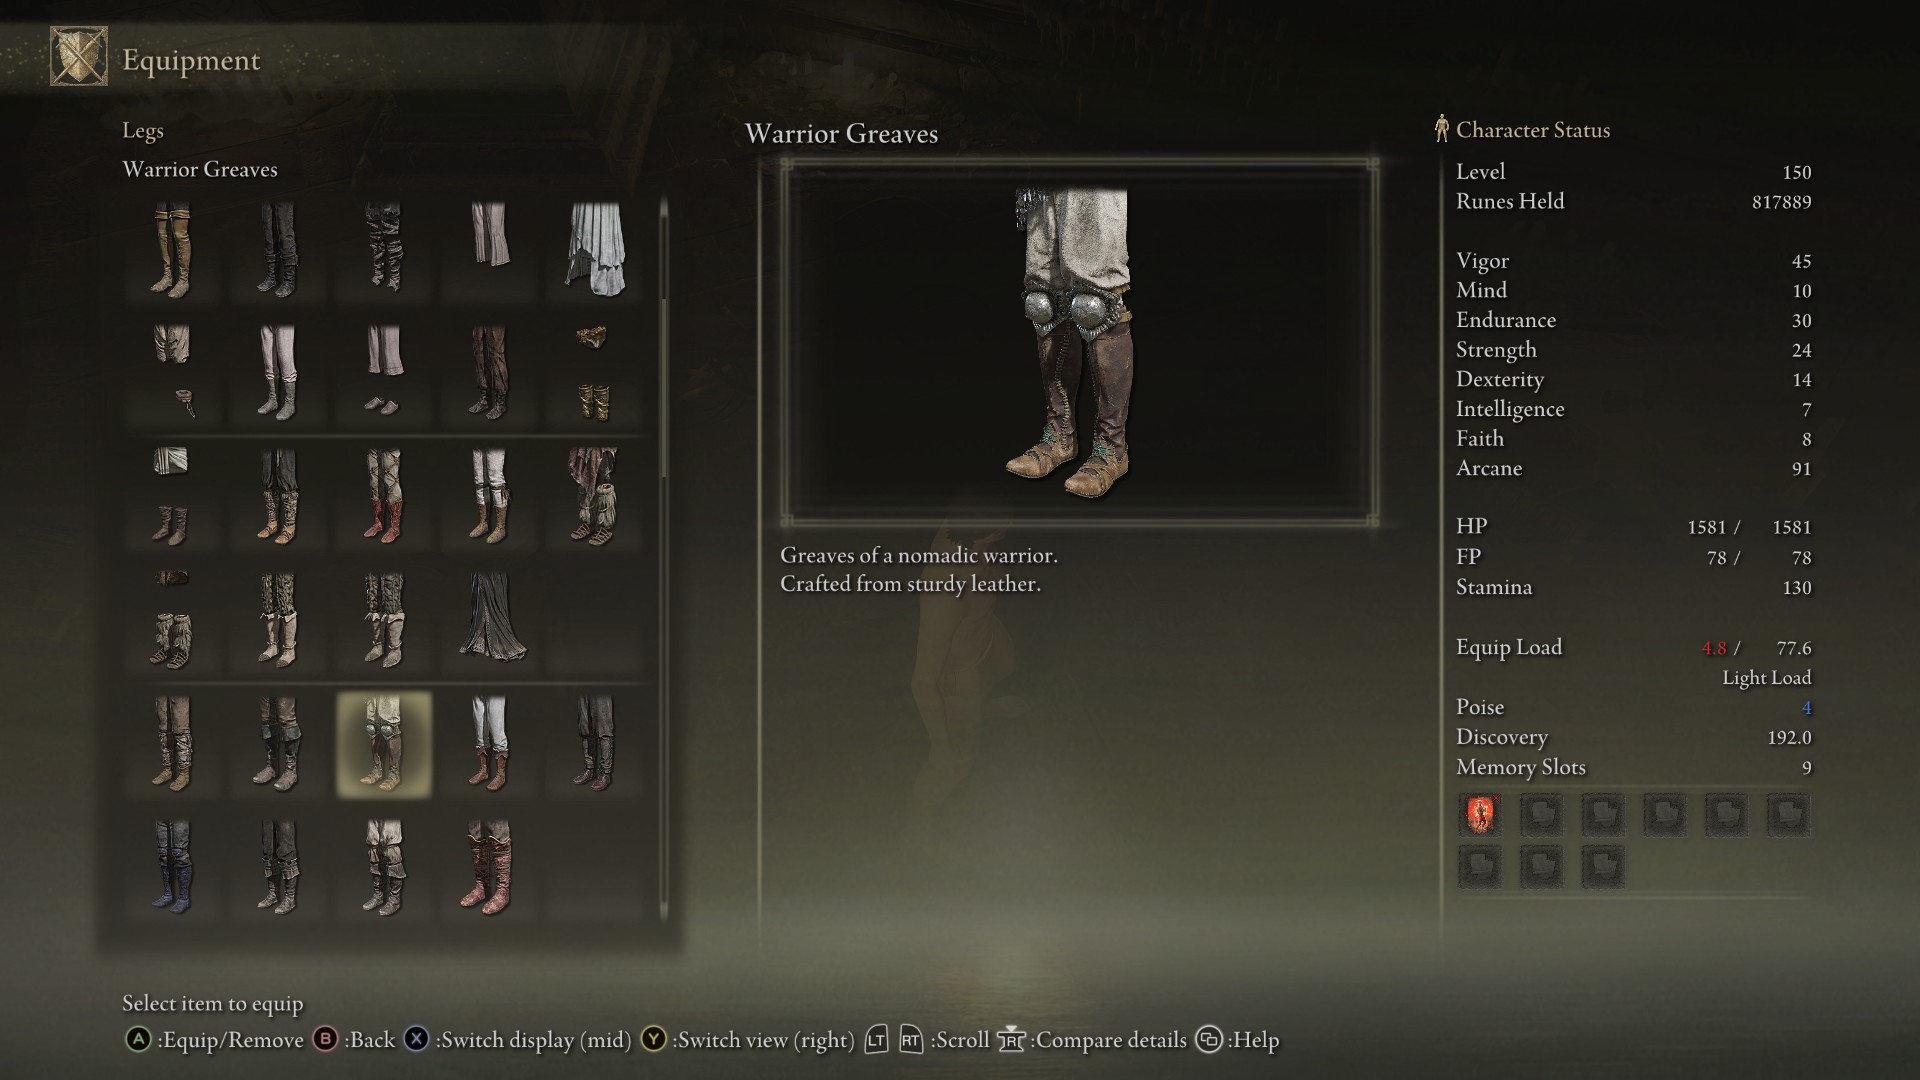 Equipment
Legs
Warrior Greaves
Warrior Greaves
Greaves of a nomadic warrior.
Crafted from sturdy leather.
Character Status
Level 150
Runes Held 817889
Vigor 45
Mind 10
Endurance 30
Strength 24
Dexterity 14
Intelligence 7
Faith 8
Arcane 91
HP 1581 / 1581
FP 78 / 78
Stamina 130
Equip Load 4.8 / 77.6
Light Load
Poise 4
Discovery 192.0
Memory Slots 9
Select item to equip
A :Equip/Remove B :Back X :Switch display (mid) Y :Switch view (right) LT RT :Scroll R :Compare details :Help